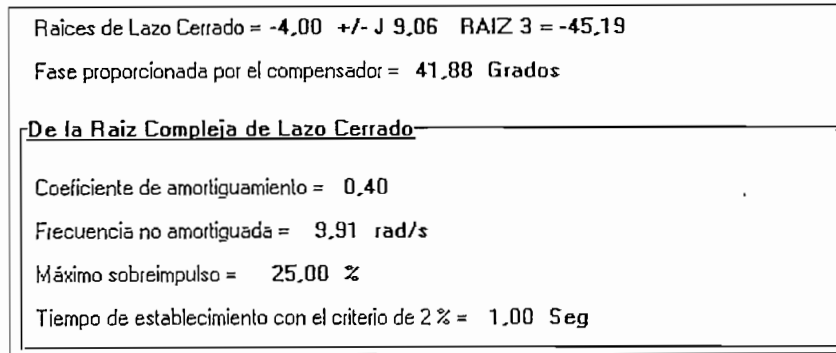 Raices de Lazo Cerrado = -4,00 +/- J 9,06 RAIZ 3 = -45,19
Fase proporcionada por el compensador = 41,88 Grados
De la Raiz Compleja de Lazo Cerrado
Coeficiente de amortiguamiento = 0,40
Frecuencia no amortiguada = 9,91 rad/s
Máximo sobreimpulso = 25,00 %
Tiempo de establecimiento con el criterio de 2 % = 1,00 Seg